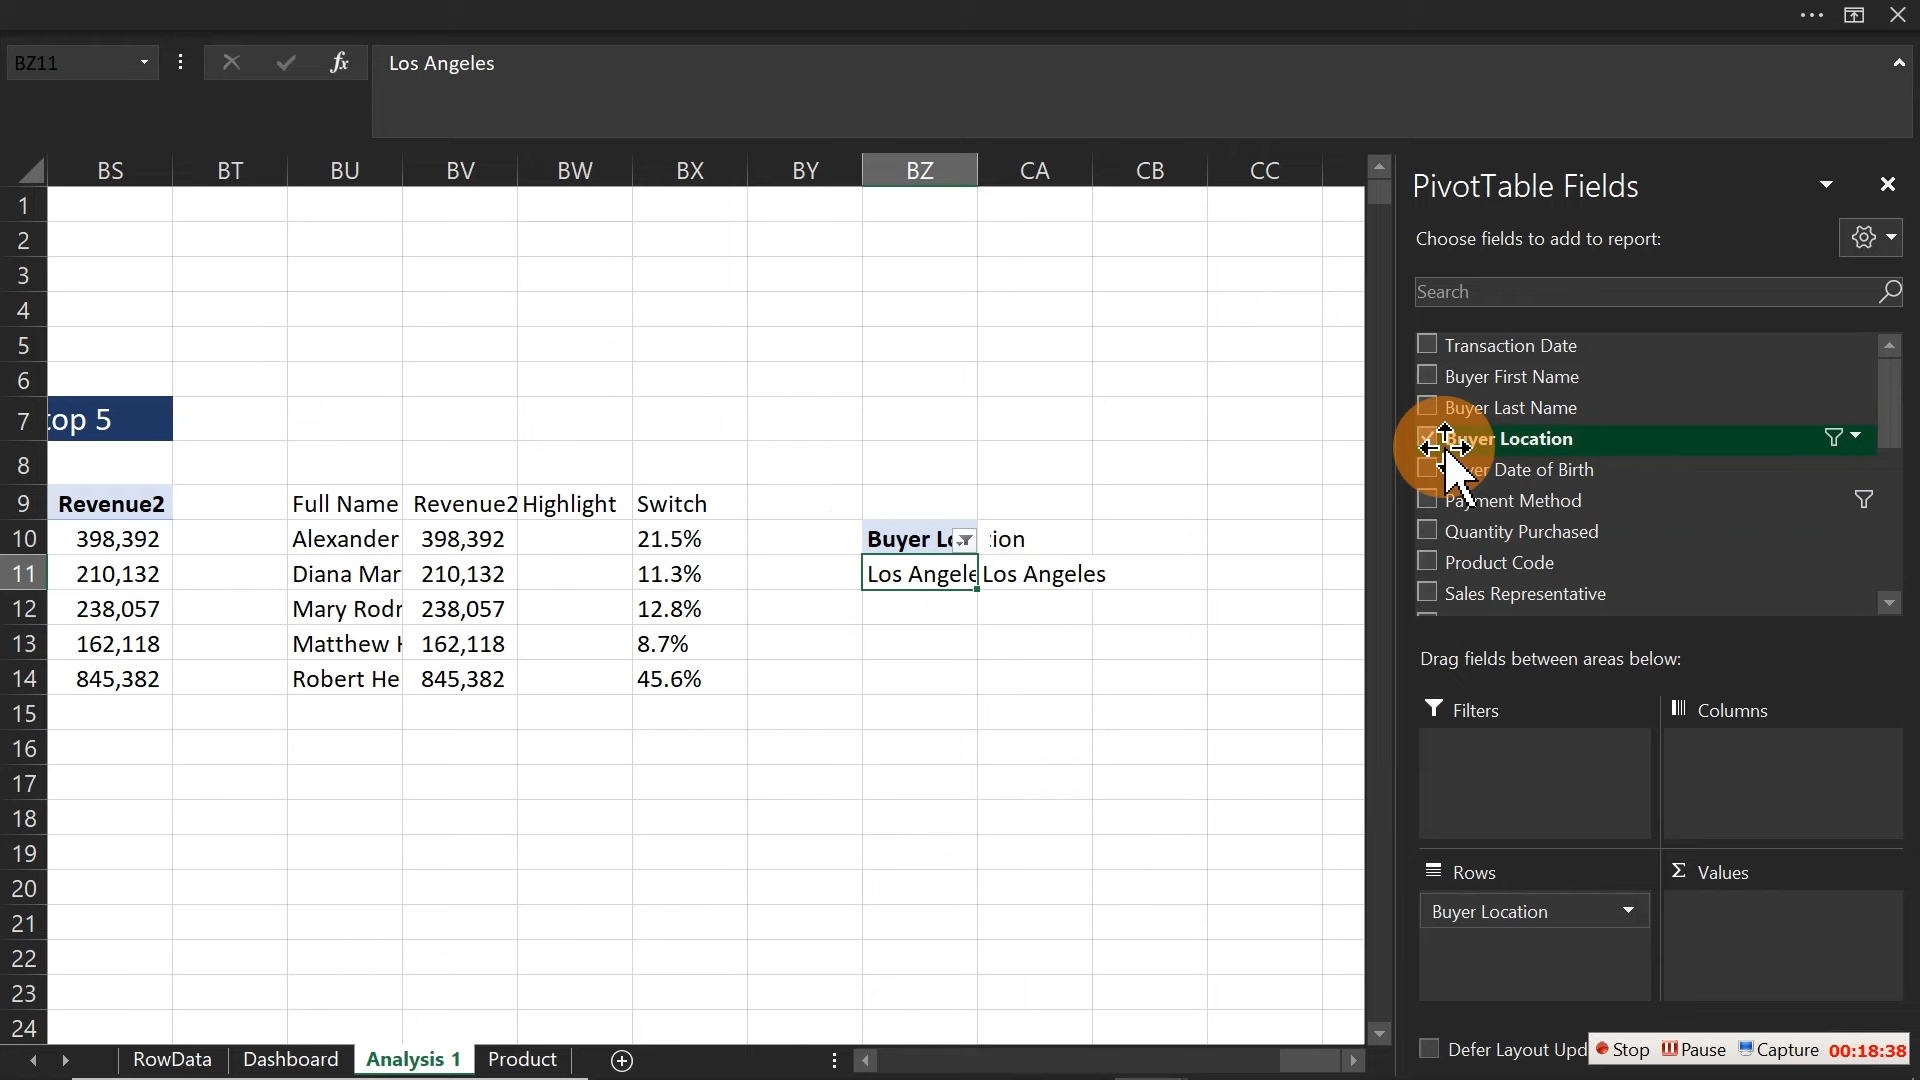 BZ11
fx
Los Angeles
BS BT BU BV BW BX BY BZ CA CB CC
1
2
3
4
5
6
7 top 5
8
9 Revenue2 Full Name Revenue2 Highlight Switch
10 398,392 Alexander 398,392 21.5% Buyer Lo :ion
11 210,132 Diana Mar 210,132 11.3% Los Angele Los Angeles
12 238,057 Mary Rodr 238,057 12.8%
13 162,118 Matthew H 162,118 8.7%
14 845,382 Robert He 845,382 45.6%
15
16
17
18
19
20
21
22
23
24
RowData Dashboard Analysis 1 Product
PivotTable Fields
Choose fields to add to report:
Search
Transaction Date
Buyer First Name
Buyer Last Name
Buyer Location
Buyer Date of Birth
Payment Method
Quantity Purchased
Product Code
Sales Representative
Drag fields between areas below:
Filters
Columns
Rows
Σ Values
Buyer Location
Defer Layout Upd
Stop Pause Capture 00:18:38